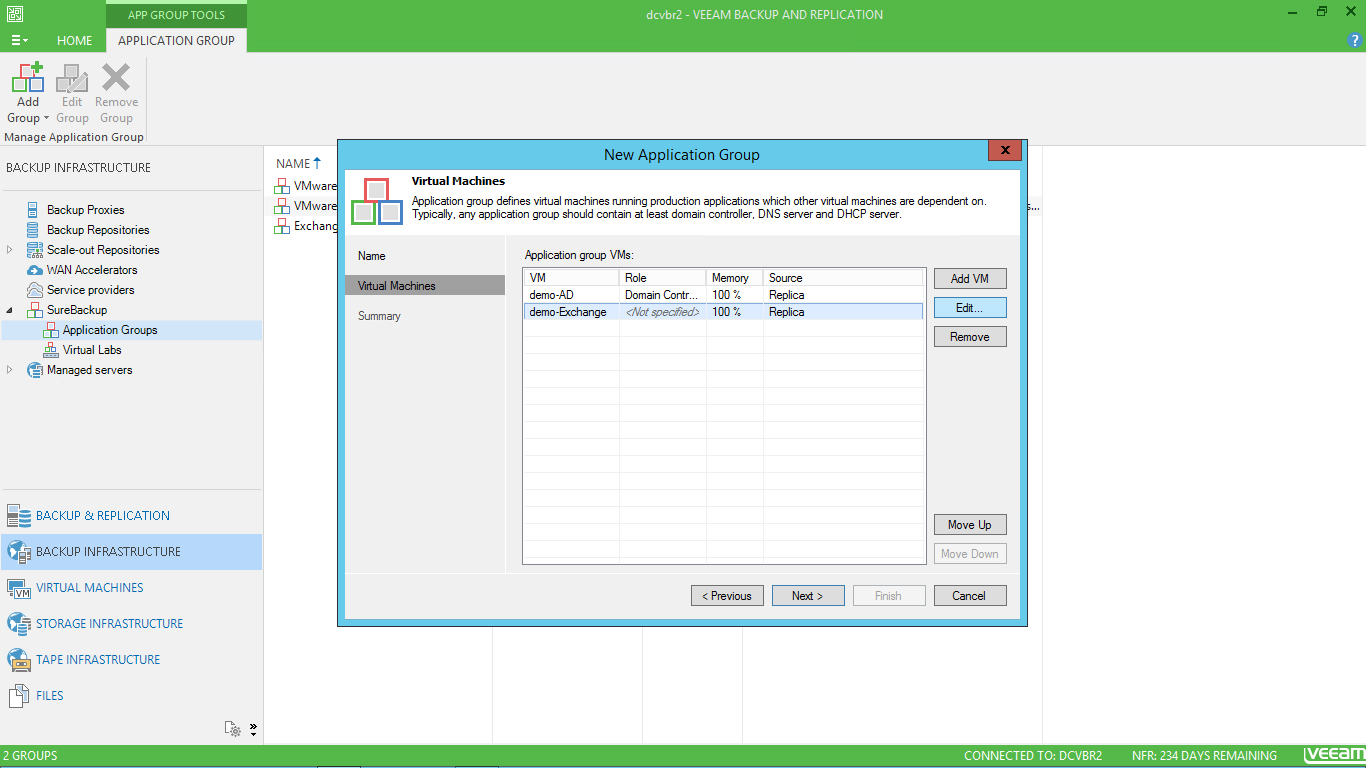 APP GROUP TOOLS
dcvbr2 - VEEAM BACKUP AND REPLICATION
HOME
APPLICATION GROUP
Add Group
Edit Group
Remove Group
Manage Application Group
BACKUP INFRASTRUCTURE
Backup Proxies
Backup Repositories
Scale-out Repositories
WAN Accelerators
Service providers
SureBackup
Application Groups
Virtual Labs
Managed servers
BACKUP & REPLICATION
BACKUP INFRASTRUCTURE
VM
VIRTUAL MACHINES
STORAGE INFRASTRUCTURE
TAPE INFRASTRUCTURE
FILES
NAME
VMware
VMware
s...
Exchang
New Application Group
Virtual Machines
Application group defines virtual machines running production applications which other virtual machines are dependent on.
Typically, any application group should contain at least domain controller, DNS server and DHCP server.
Name
Virtual Machines
Summary
Application group VMs:
VM Role Memory Source
demo-AD Domain Contr... 100 % Replica
demo-Exchange <Not specified> 100 % Replica
Add VM
Edit...
Remove
Move Up
Move Down
< Previous
Next >
Finish
Cancel
2 GROUPS
CONNECTED TO: DCVBR2
NFR: 234 DAYS REMAINING
veeam